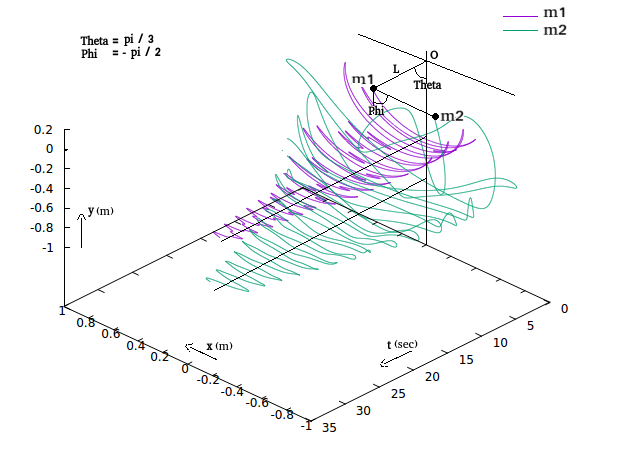 m1
m2
Theta = pi / 3
Phi = - pi / 2
O
L
m1
Theta
Phi
m2
0.2
0
-0.2
-0.4
-0.6
-0.8
-1
y (m)
1
0.8
0.6
0.4
0.2
0
-0.2
-0.4
-0.6
-0.8
-1
x (m)
t (sec)
0
5
10
15
20
25
30
35